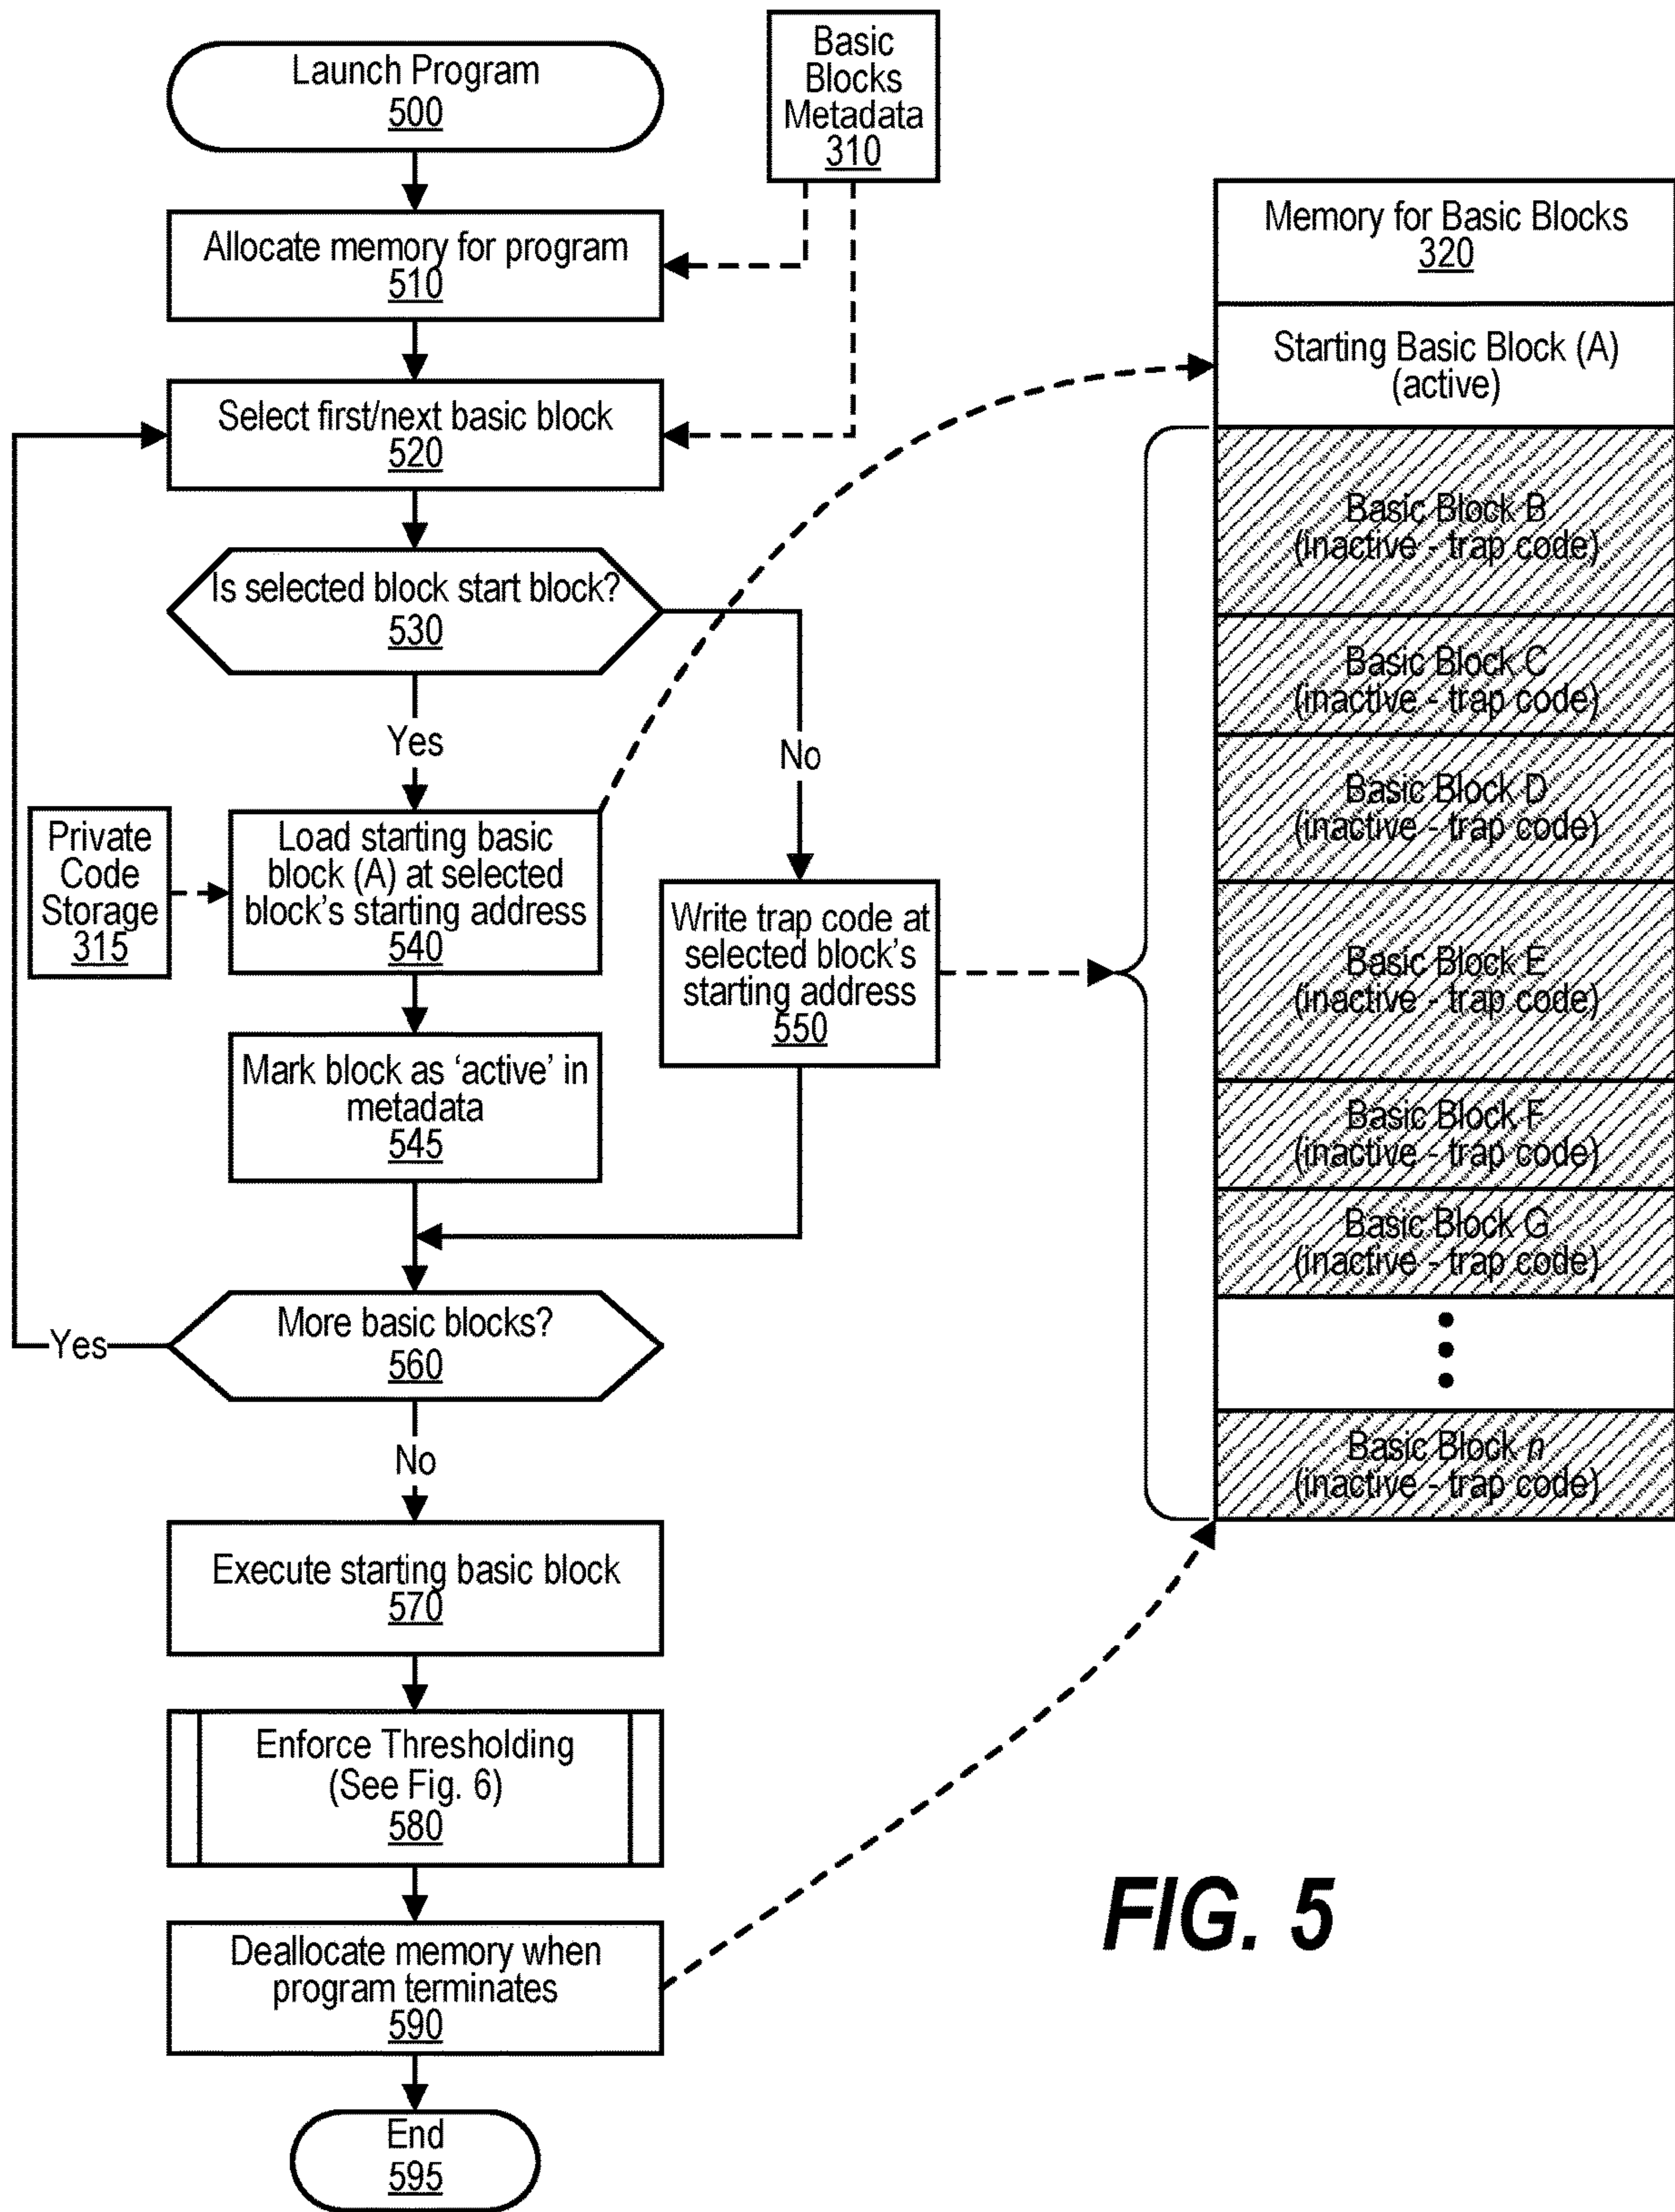 Launch Program
500
Basic
Blocks
Metadata
310
Allocate memory for program
510
Select first/next basic block
520
Is selected block start block?
530
Yes
No
Private
Code
Storage
315
Load starting basic
block (A) at selected
block's starting address
540
Write trap code at
selected block's
starting address
550
Mark block as ‘active’ in
metadata
545
More basic blocks?
560
Yes
No
Execute starting basic block
570
Enforce Thresholding
(See Fig. 6)
580
Deallocate memory when
program terminates
590
End
595
Memory for Basic Blocks
320
Starting Basic Block (A)
(active)
Basic Block B
(inactive - trap code)
Basic Block C
(inactive - trap code)
Basic Block D
(inactive - trap code)
Basic Block E
(inactive - trap code)
Basic Block F
(inactive - trap code)
Basic Block G
(inactive - trap code)
Basic Block n
(inactive - trap code)
FIG. 5